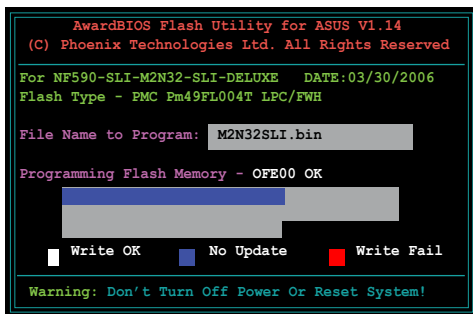 AwardBIOS Flash Utility for ASUS V1.14
(C) Phoenix Technologies Ltd. All Rights Reserved
For NF590-SLI-M2N32-SLI-DELUXE DATE:03/30/2006
Flash Type - PMC Pm49FL004T LPC/FWH
File Name to Program: M2N32SLI.bin
Programming Flash Memory - OFE00 OK
Write OK No Update Write Fail
Warning: Don't Turn Off Power Or Reset System!